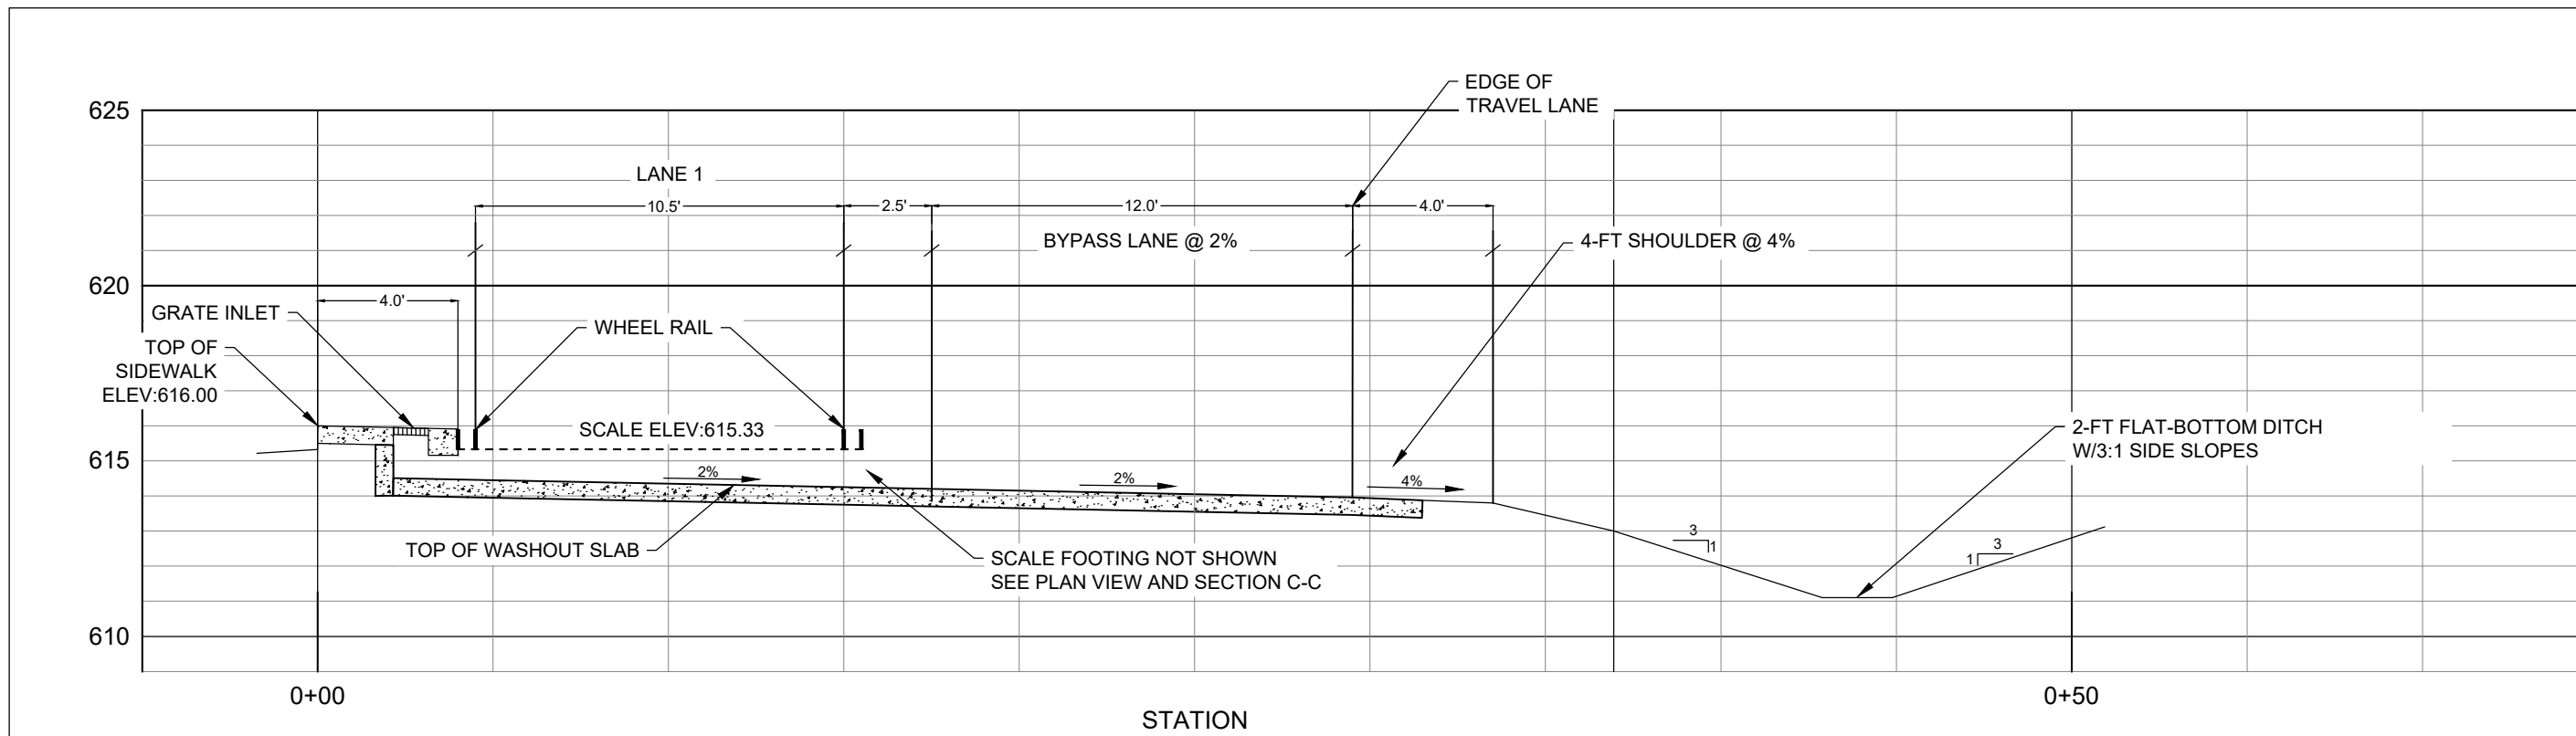 EDGE OF
TRAVEL LANE
625
LANE 1
10.5'
2.5'
12.0'
4.0'
BYPASS LANE @ 2%
4-FT SHOULDER @ 4%
620
4.0'
GRATE INLET
WHEEL RAIL
TOP OF
SIDEWALK
ELEV:616.00
SCALE ELEV:615.33
2-FT FLAT-BOTTOM DITCH
W/3:1 SIDE SLOPES
615
2%
2%
4%
3
1
3
1
TOP OF WASHOUT SLAB
SCALE FOOTING NOT SHOWN
SEE PLAN VIEW AND SECTION C-C
610
0+00
0+50
STATION